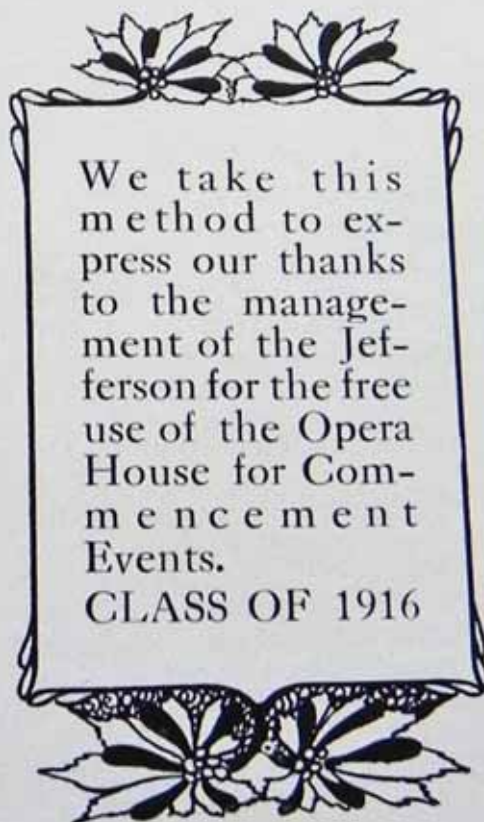 We take this
method to ex-
press our thanks
to the manage-
ment of the Jef-
ferson for the free
use of the Opera
House for Com-
mencement
Events.
CLASS OF 1916